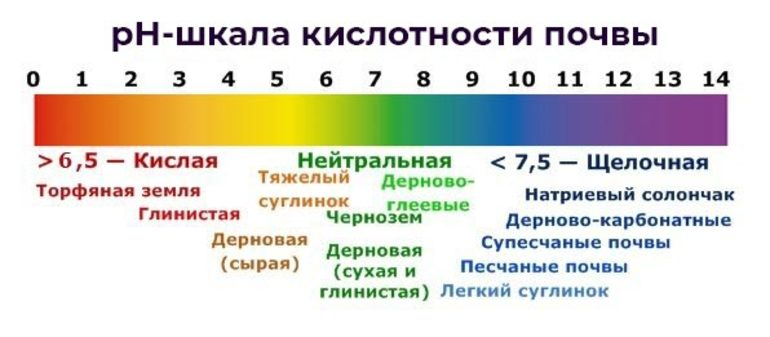 рН-шкала кислотности почвы
0 1 2 3 4 5 6 7 8 9 10 11 12 13 14
> 6,5 — Кислая
Нейтральная
< 7,5 — Щелочная
Торфяная земля
Глинистая
Тяжелый
суглинок
Дерновая
(сырая)
Дерново-
глеевые
Чернозем
Дерновая
(сухая и
глинистая)
Натриевый солончак
Дерново-карбонатные
Супесчаные почвы
Песчаные почвы
Легкий суглинок